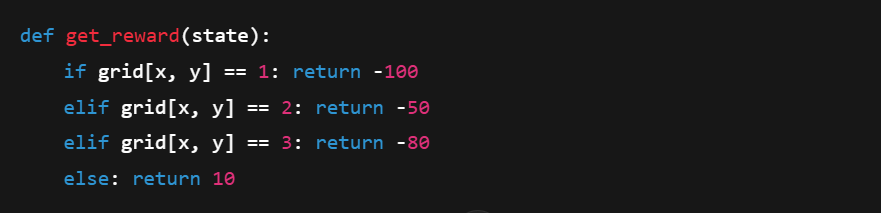 def get_reward(state):
    if grid[x, y] == 1: return -100
    elif grid[x, y] == 2: return -50
    elif grid[x, y] == 3: return -80
    else: return 10